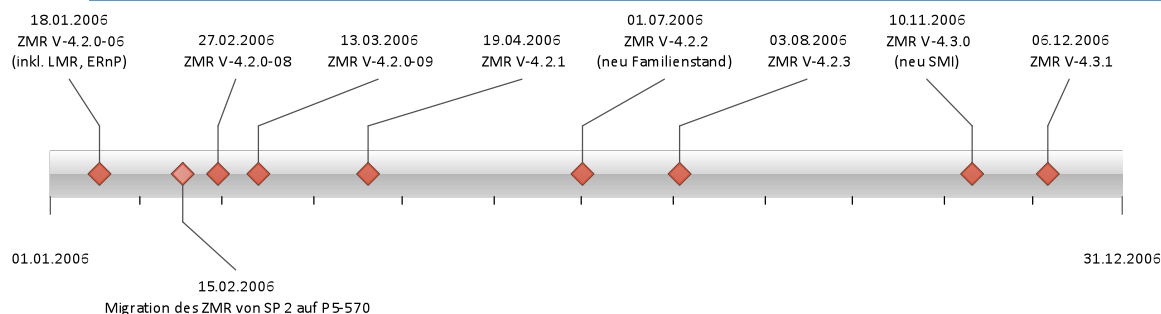 18.01.2006
ZMR V-4.2.0-06
(inkl. LMR, ERnP)
27.02.2006
ZMR V-4.2.0-08
13.03.2006
ZMR V-4.2.0-09
19.04.2006
ZMR V-4.2.1
01.07.2006
ZMR V-4.2.2
(neu Familienstand)
03.08.2006
ZMR V-4.2.3
10.11.2006
ZMR V-4.3.0
(neu SMI)
06.12.2006
ZMR V-4.3.1
01.01.2006
31.12.2006
15.02.2006
Migration des ZMR von SP 2 auf P5-570